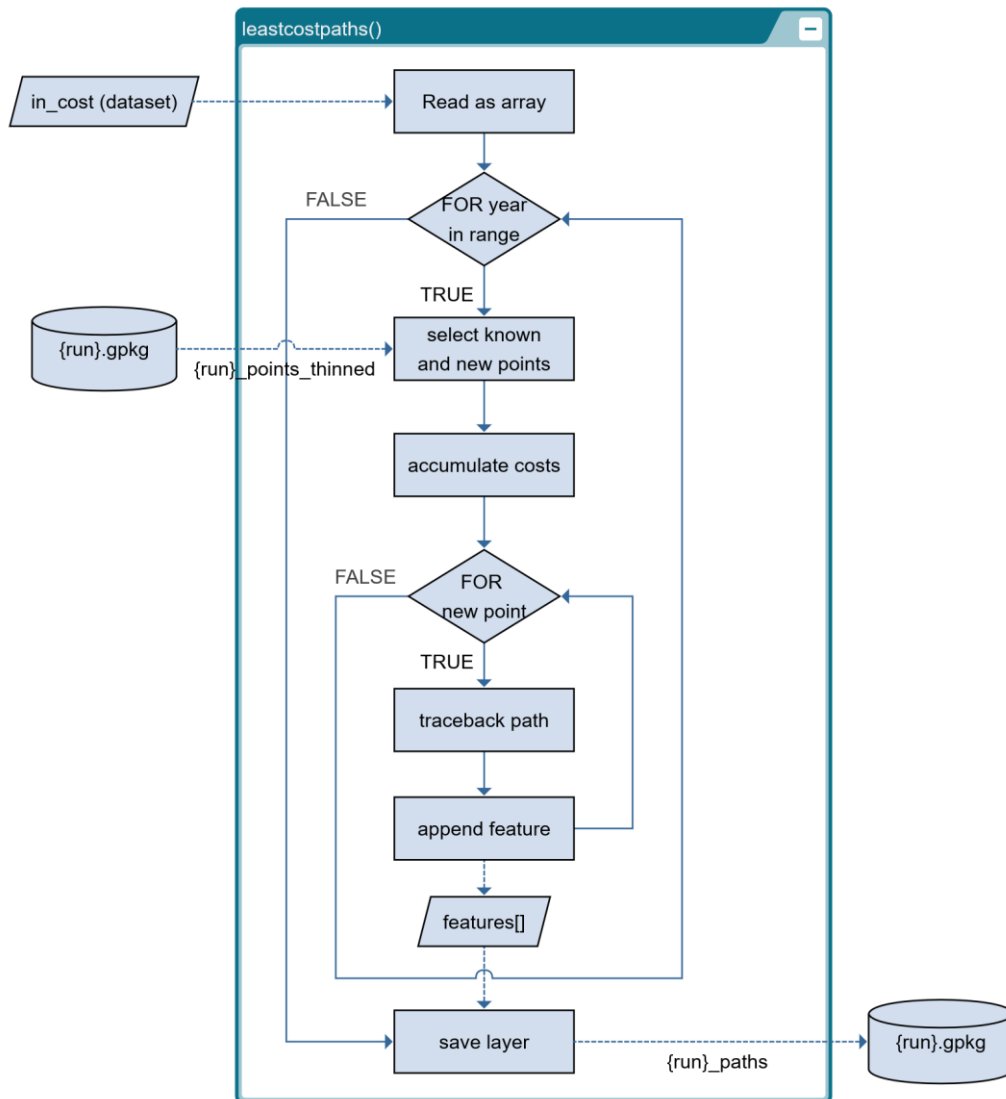 leastcostpaths()
in_cost (dataset)
Read as array
FALSE
FOR year
in range
TRUE
{run}.gpkg
{run}_points_thinned
select known
and new points
accumulate costs
FALSE
FOR
new point
TRUE
traceback path
append feature
features[]
save layer
{run}_paths
{run}.gpkg